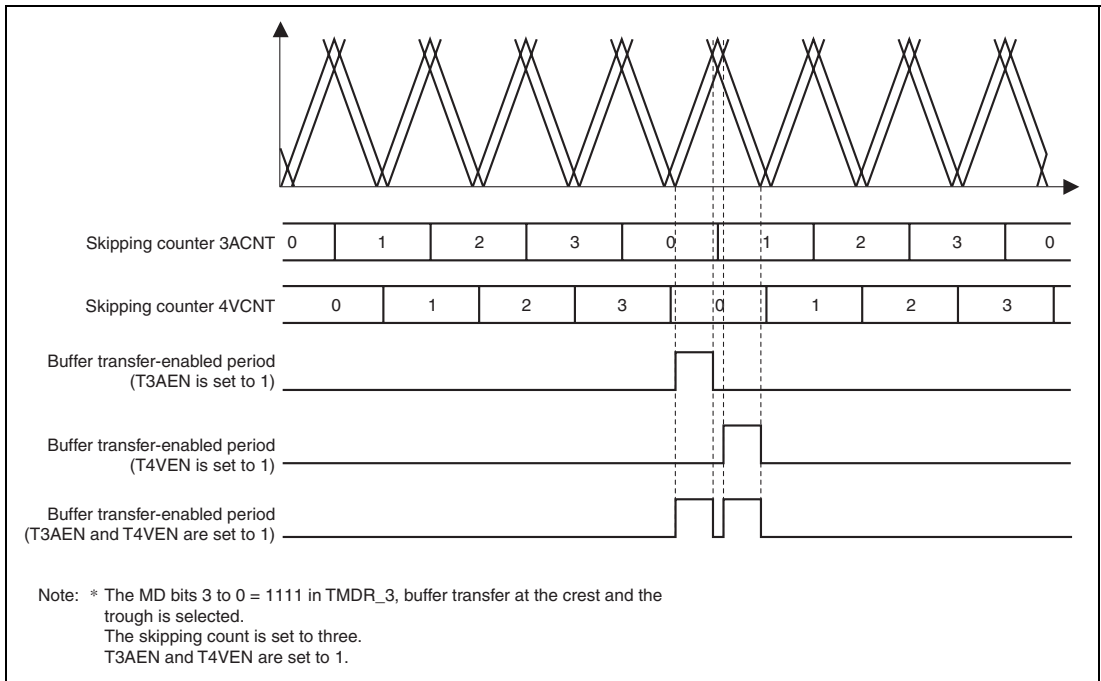 Skipping counter 3ACNT 0 1 2 3 0 1 2 3 0
Skipping counter 4VCNT 0 1 2 3 0 1 2 3
Buffer transfer-enabled period
(T3AEN is set to 1)
Buffer transfer-enabled period
(T4VEN is set to 1)
Buffer transfer-enabled period
(T3AEN and T4VEN are set to 1)
Note: * The MD bits 3 to 0 = 1111 in TMDR_3, buffer transfer at the crest and the
trough is selected.
The skipping count is set to three.
T3AEN and T4VEN are set to 1.